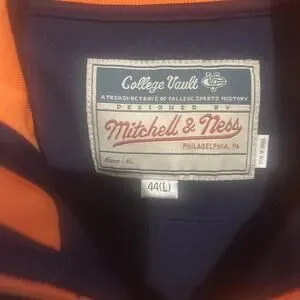 College Vault
A TREASURE TROVE OF COLLEGE SPORTS HISTORY
DESIGNED BY
Mitchell & Ness
PHILADELPHIA, PA
44(L)